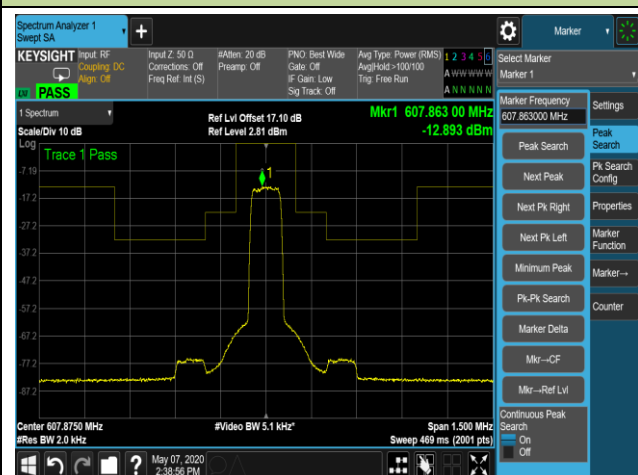 Spectrum Analyzer 1
Swept SA
Marker
KEYSIGHT Input: RF
Coupling: DC
Align: Off
Input Z: 50 Ω
Corrections: Off
Freq Ref: Int (S)
#Atten: 20 dB
Preamp: Off
PNO: Best Wide
Gate: Off
IF Gain: Low
Sig Track: Off
Avg Type: Power (RMS)
Avg|Hold:>100/100
Trig: Free Run
1 2 3 4 5 6
A W W W W W
A N N N N N
LXI PASS
Select Marker
Marker 1
1 Spectrum
Scale/Div 10 dB
Log
Ref Lvl Offset 17.10 dB
Ref Level 2.81 dBm
Mkr1 607.863 00 MHz
-12.893 dBm
Trace 1 Pass
1
-7.19
-17.2
-27.2
-37.2
-47.2
-57.2
-67.2
-77.2
-87.2
Center 607.8750 MHz
#Res BW 2.0 kHz
#Video BW 5.1 kHz*
Span 1.500 MHz
Sweep 469 ms (2001 pts)
May 07, 2020
2:38:56 PM
Marker Frequency
607.863000 MHz
Peak Search
Next Peak
Next Pk Right
Next Pk Left
Minimum Peak
Pk-Pk Search
Marker Delta
Mkr→CF
Mkr→Ref Lvl
Continuous Peak
Search
On
Off
Settings
Peak
Search
Pk Search
Config
Properties
Marker
Function
Marker→
Counter